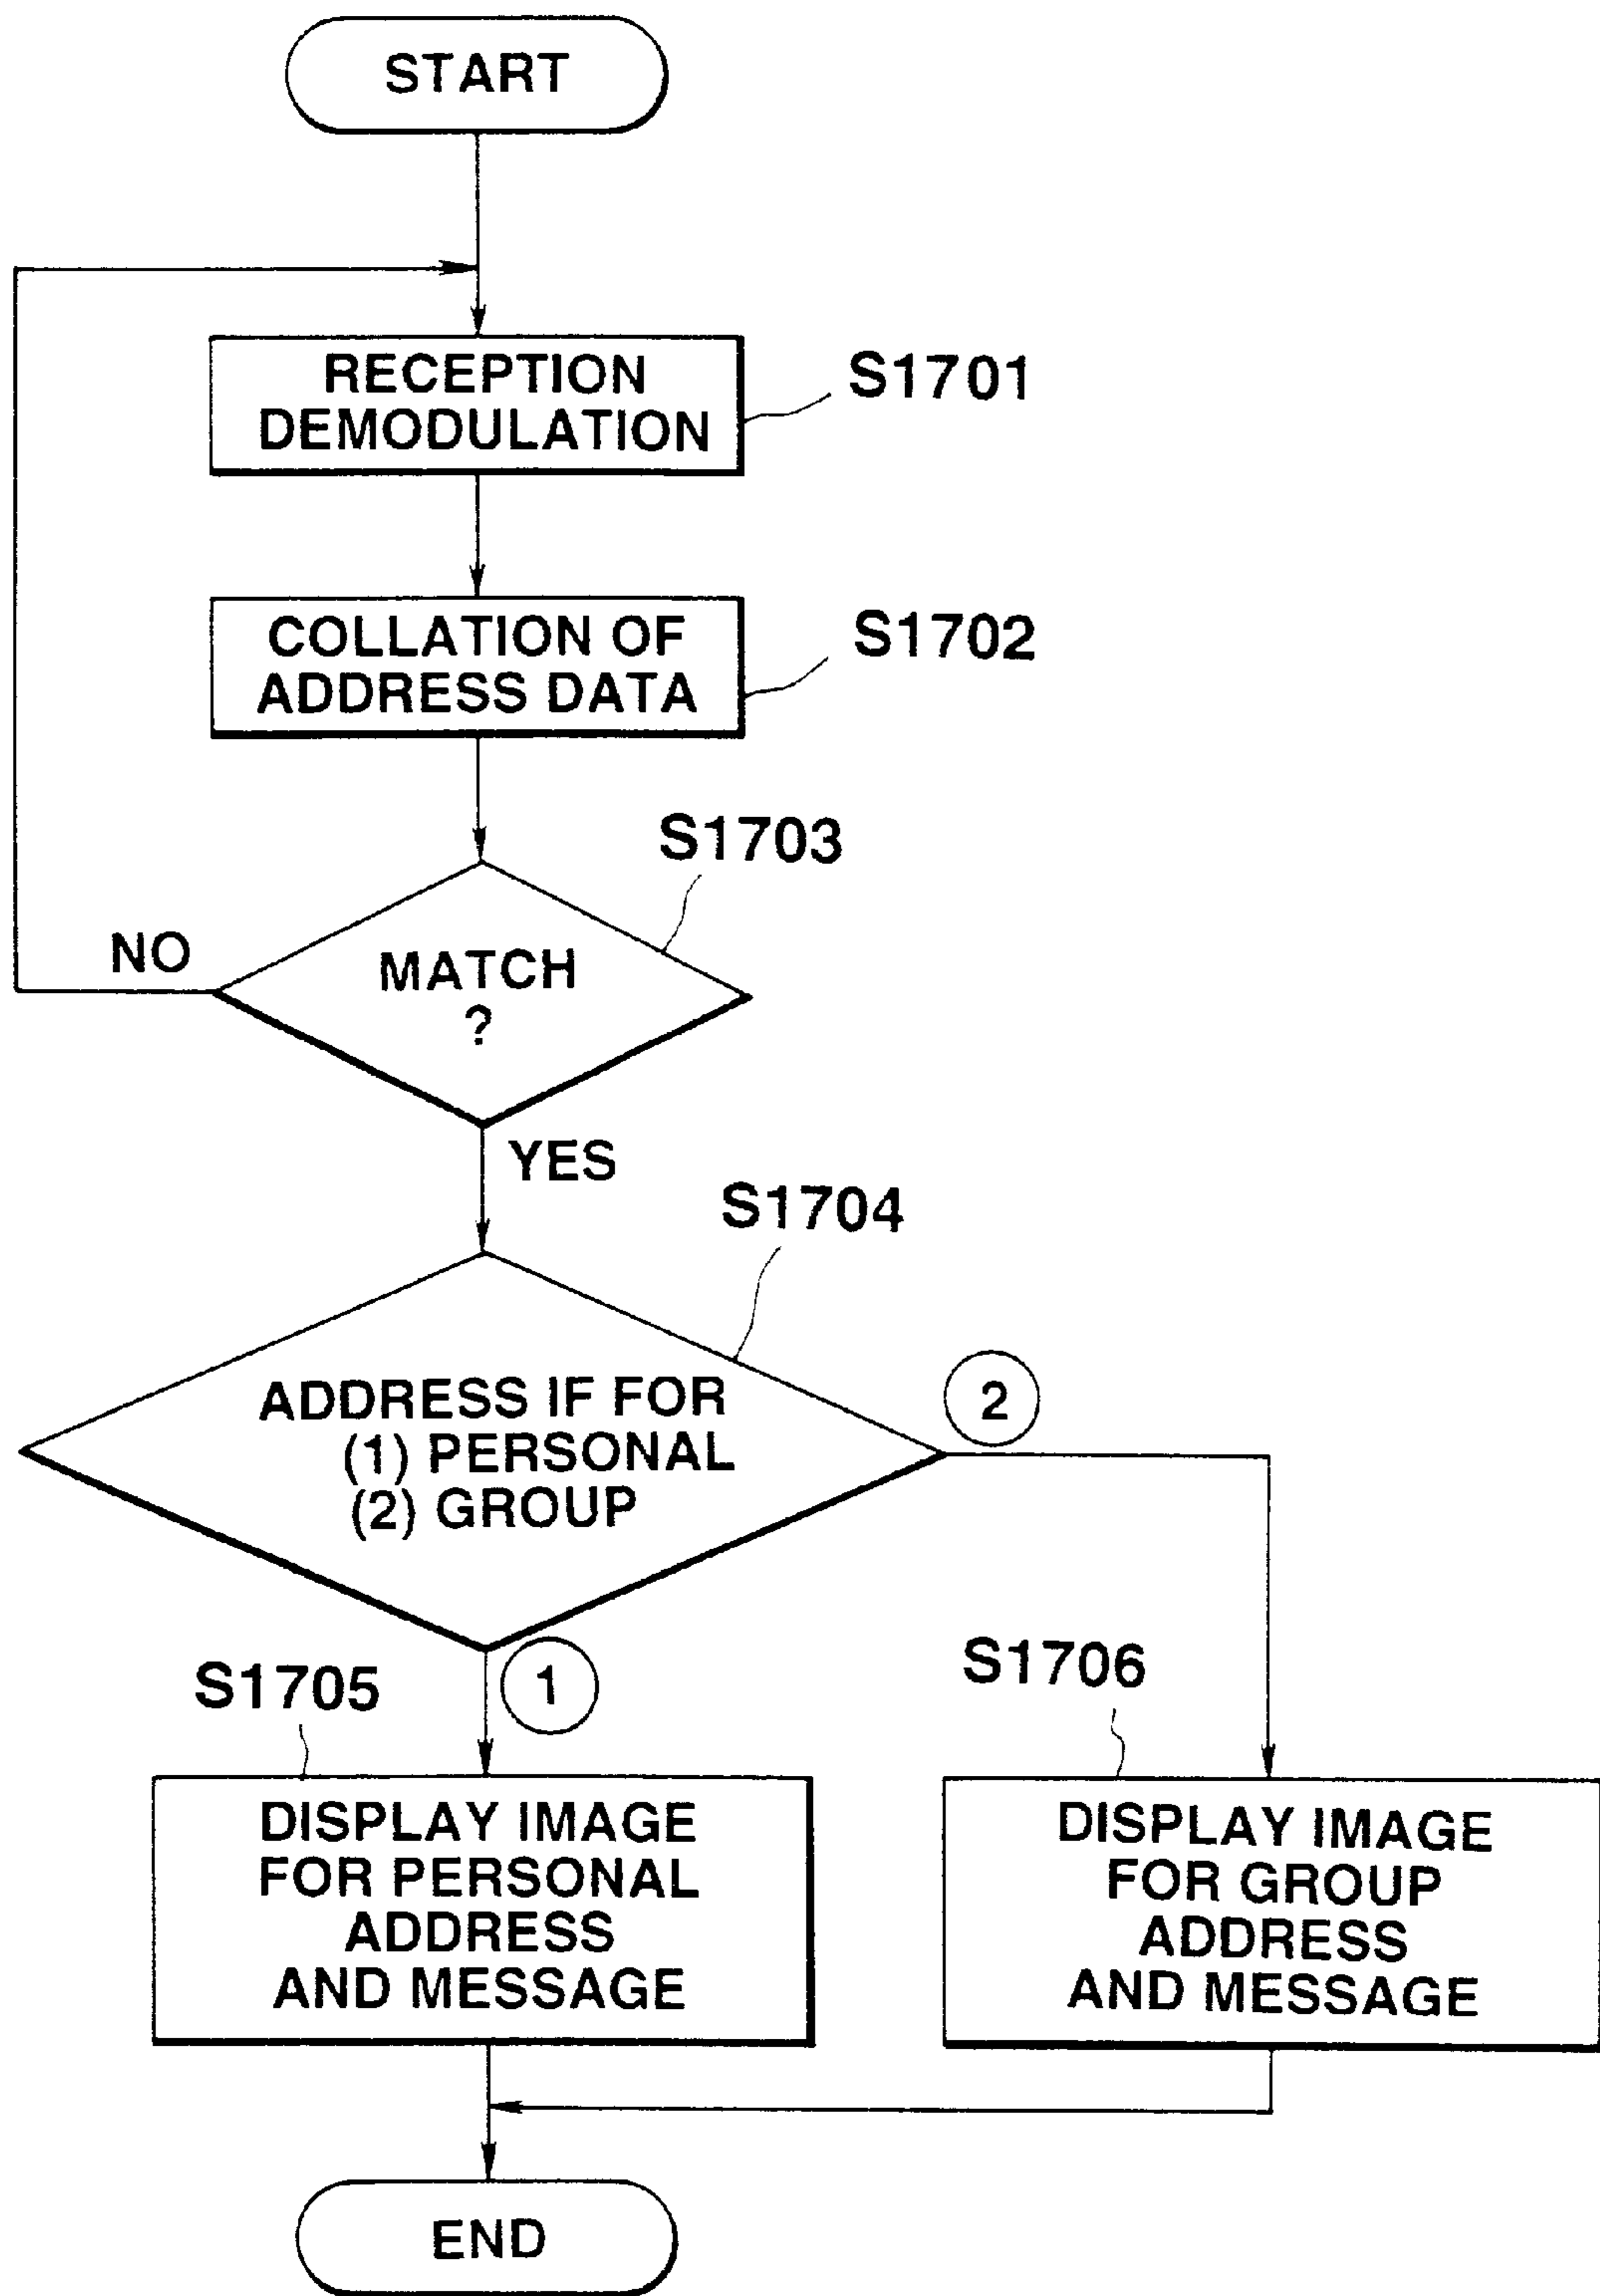 START
RECEPTION
DEMODULATION
S1701
COLLATION OF
ADDRESS DATA
S1702
S1703
NO
MATCH
?
YES
S1704
ADDRESS IF FOR
(1) PERSONAL
(2) GROUP
2
1
S1705
S1706
DISPLAY IMAGE
FOR PERSONAL
ADDRESS
AND MESSAGE
DISPLAY IMAGE
FOR GROUP
ADDRESS
AND MESSAGE
END